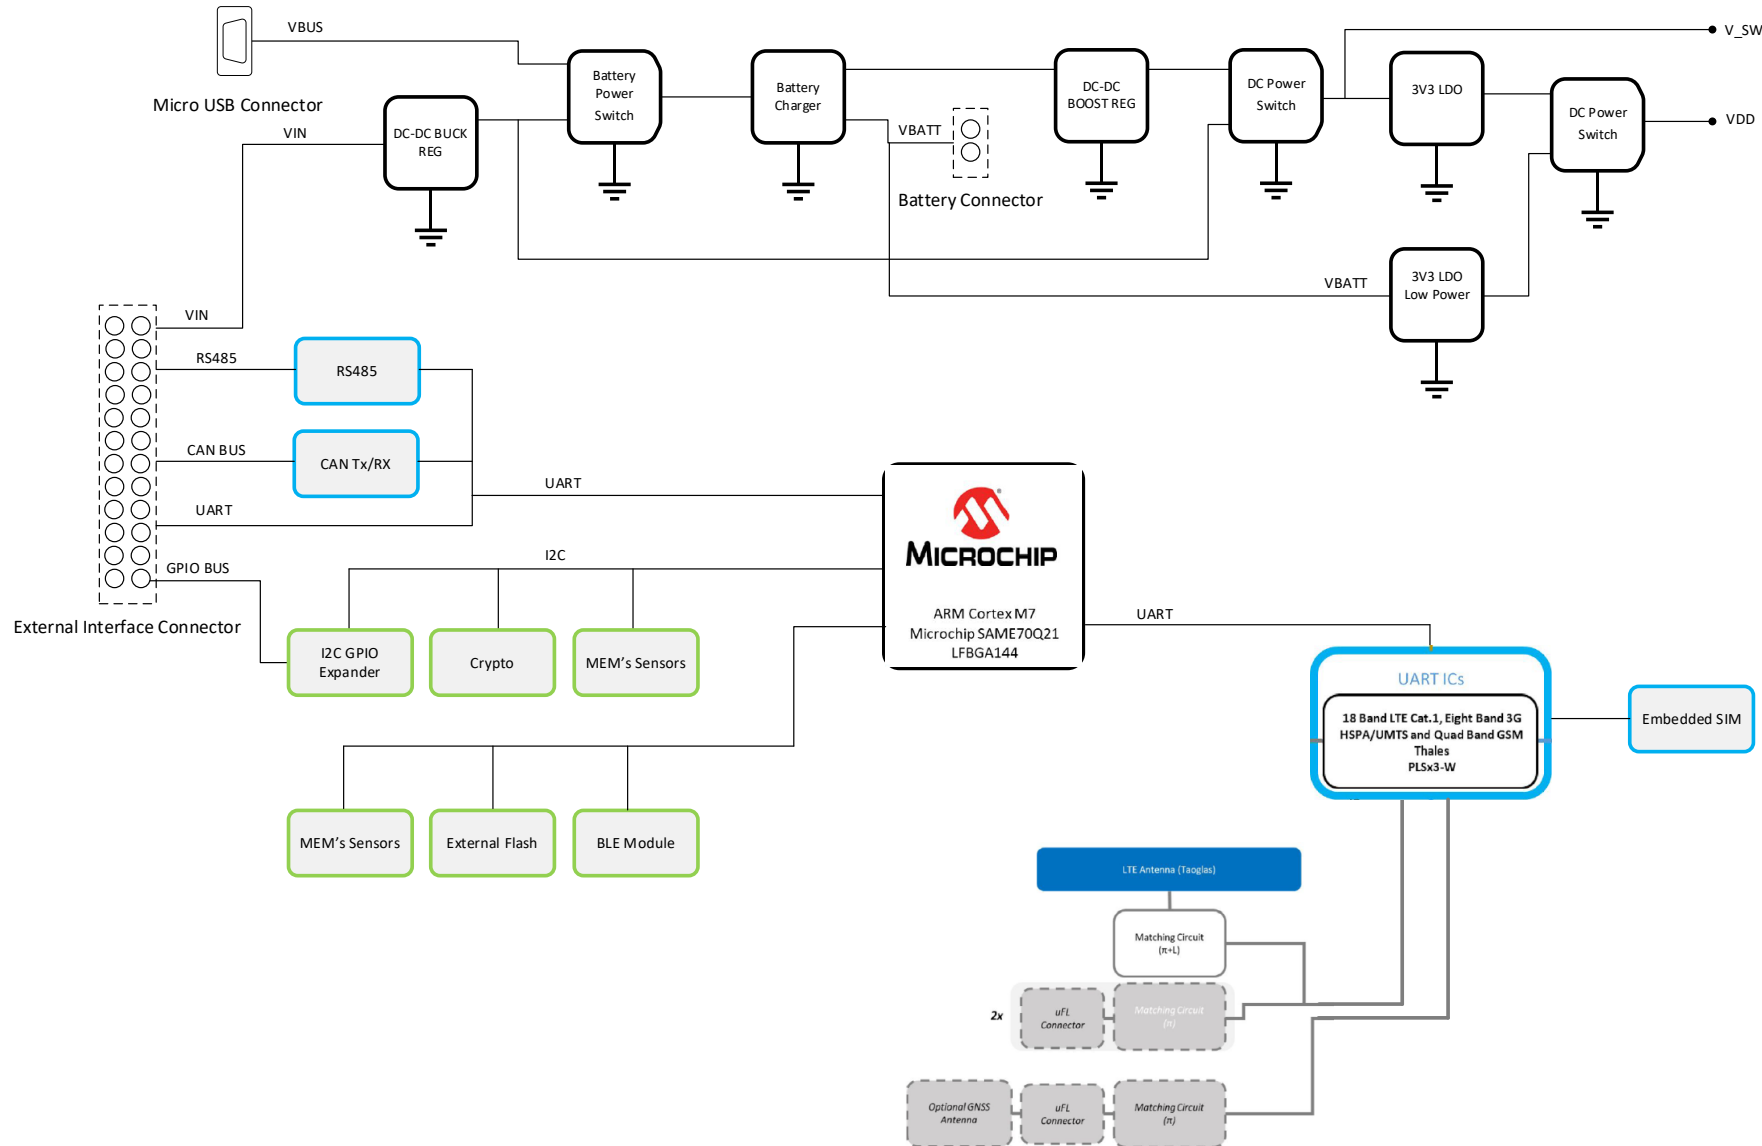 VBUS
V_SW
Micro USB Connector
Battery
Power
Switch
Battery
Charger
DC-DC
BOOST REG
DC Power
Switch
3V3 LDO
DC Power
Switch
VDD
VIN
DC-DC BUCK
REG
VBATT
Battery Connector
VBATT
3V3 LDO
Low Power
VIN
RS485
RS485
CAN BUS
CAN Tx/RX
UART
UART
GPIO BUS
I2C
External Interface Connector
I2C GPIO
Expander
Crypto
MEM's Sensors
MICROCHIP
ARM Cortex M7
Microchip SAME70Q21
LFBGA144
UART
UART ICs
18 Band LTE Cat.1, Eight Band 3G
HSPA/UMTS and Quad Band GSM
Thales
PLSx3-W
Embedded SIM
MEM's Sensors
External Flash
BLE Module
LTE Antenna (Taoglas)
Matching Circuit
(π+L)
2x
uFL
Connector
Matching Circuit
(π)
Optional GNSS
Antenna
uFL
Connector
Matching Circuit
(π)